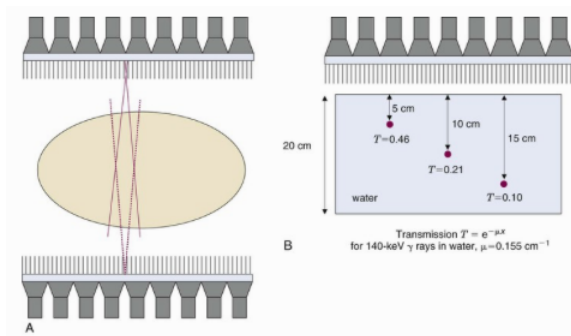 5 cm
10 cm
20 cm
15 cm
T=0.46
T=0.21
T=0.10
water
B
Transmission T = e^−μx
for 140-keV γ rays in water, μ=0.155 cm^−1
A